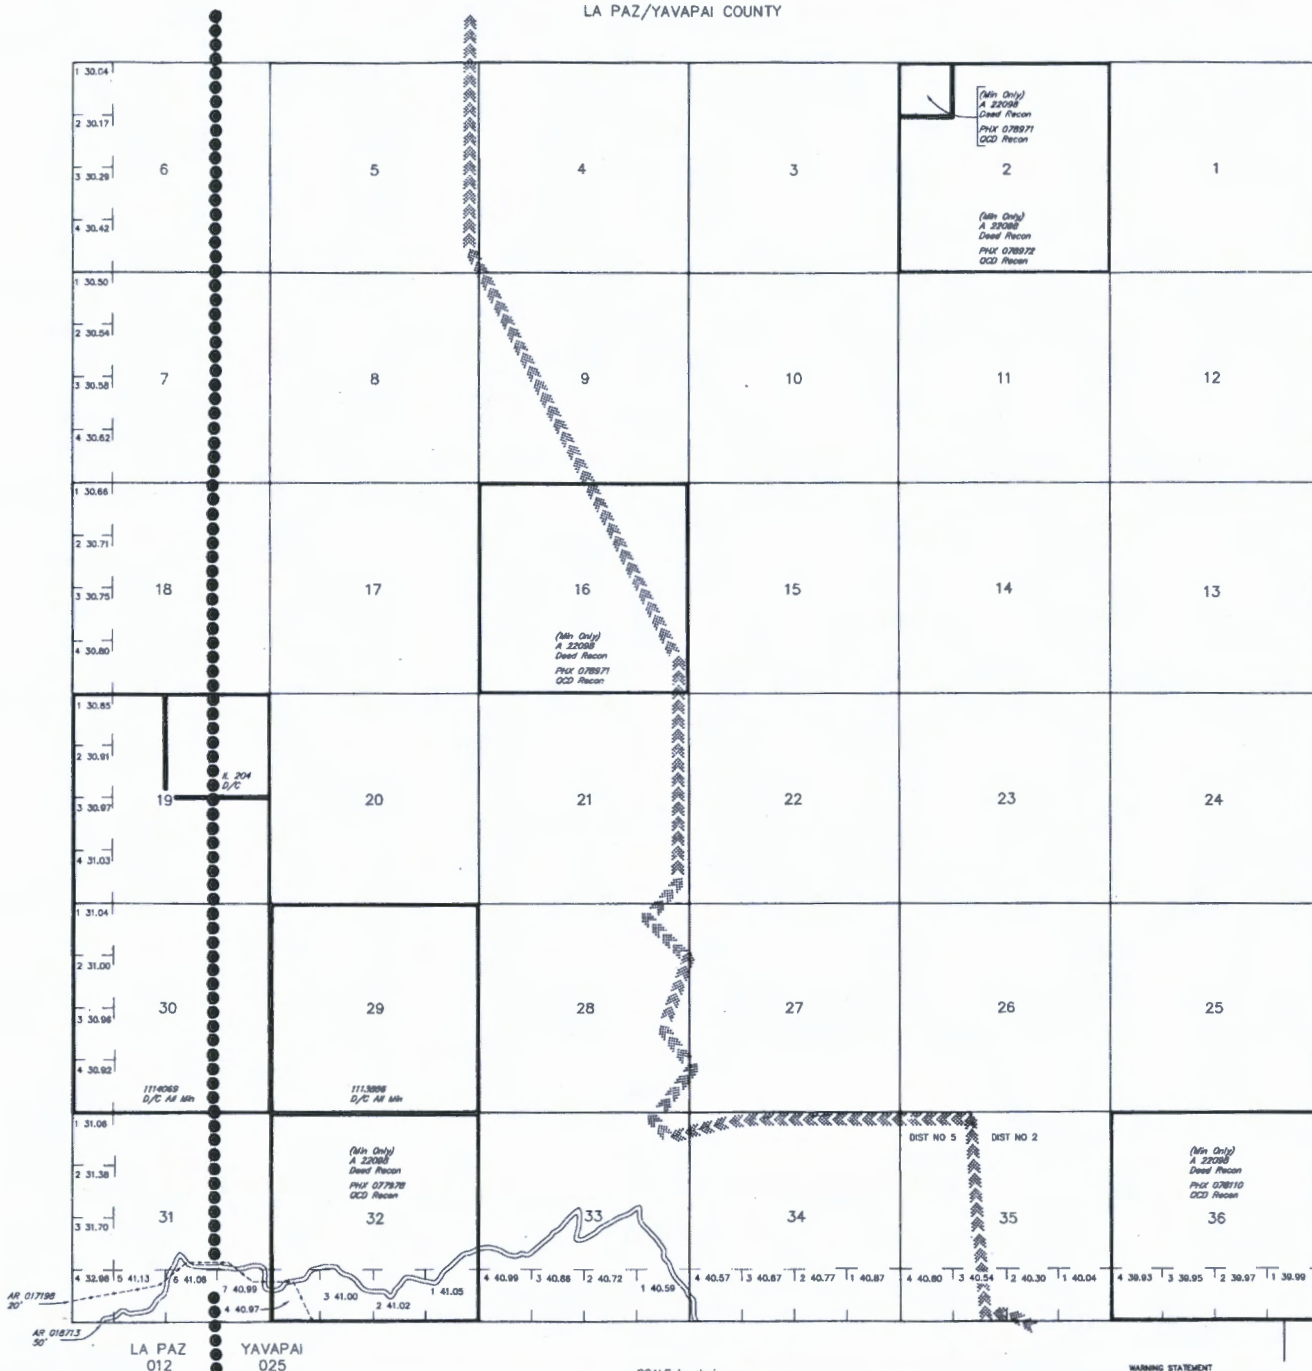 LA PAZ/YAVAPAI COUNTY
1 30.04
2 30.17
3 30.29
4 30.42
6
5
4
3
(Min Only)
A 22098
Deed Recon
PHX 078971
QCD Recon
2
1
(Min Only)
A 22098
Deed Recon
PHX 078972
QCD Recon
1 30.50
2 30.54
3 30.58
4 30.62
7
8
9
10
11
12
1 30.66
2 30.71
3 30.75
4 30.80
18
17
16
15
14
13
(Min Only)
A 22098
Deed Recon
PHX 078971
QCD Recon
1 30.85
2 30.91
3 30.97
4 31.03
IL 204
D/C
19
20
21
22
23
24
1 31.04
2 31.00
3 30.96
4 30.92
30
29
28
27
26
25
1114069
D/C All Min
1113886
D/C All Min
1 31.06
2 31.38
3 31.70
4 32.98
DIST NO 5
DIST NO 2
(Min Only)
A 22098
Deed Recon
PHX 077978
QCD Recon
(Min Only)
A 22098
Deed Recon
PHX 078110
QCD Recon
31
32
33
34
35
36
5 41.13
6 41.06
7 40.99
4 40.97
3 41.00
2 41.02
1 41.05
4 40.99
3 40.86
2 40.72
1 40.59
4 40.57
3 40.67
2 40.77
1 40.87
4 40.80
3 40.54
2 40.30
1 40.04
4 39.93
3 39.95
2 39.97
1 39.99
AR 017198
20'
AR 018713
50'
LA PAZ
012
YAVAPAI
025
WARNING STATEMENT